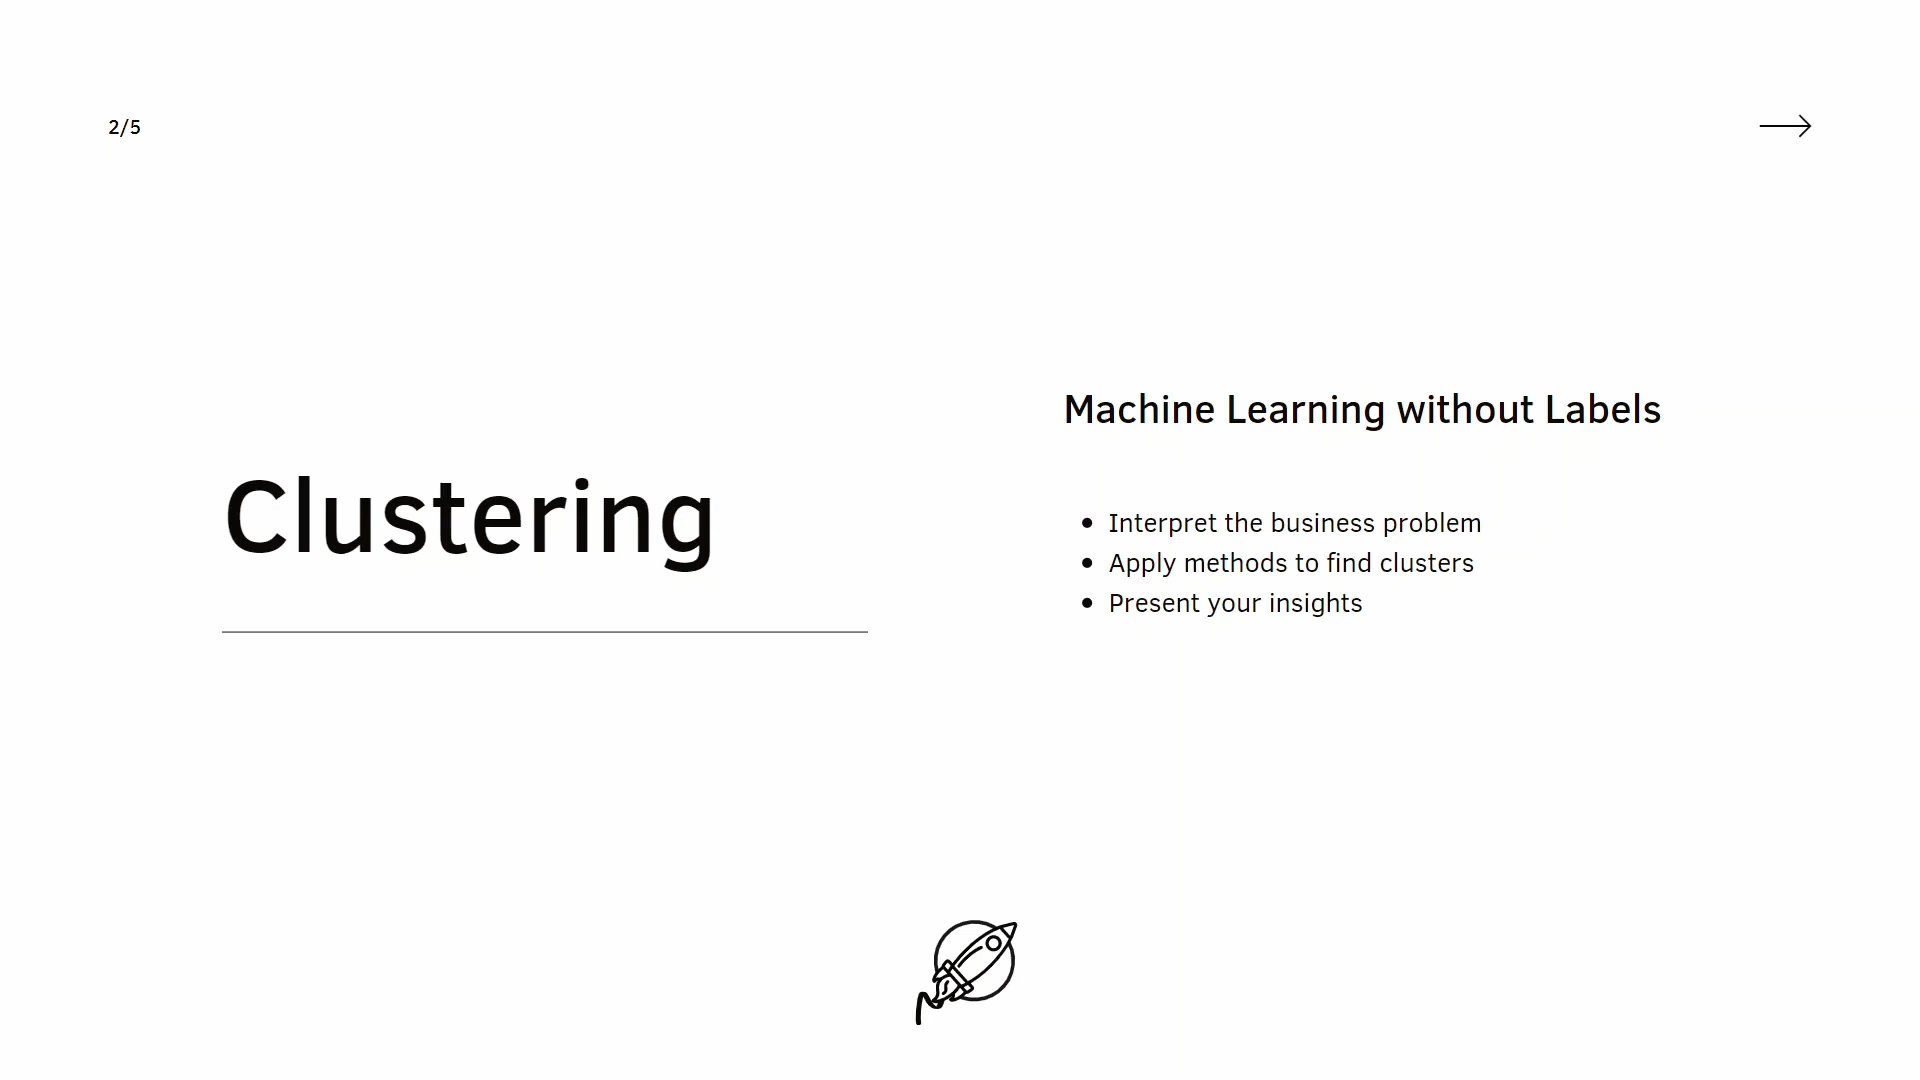 2/5
Clustering
Machine Learning without Labels
Interpret the business problem
Apply methods to find clusters
Present your insights